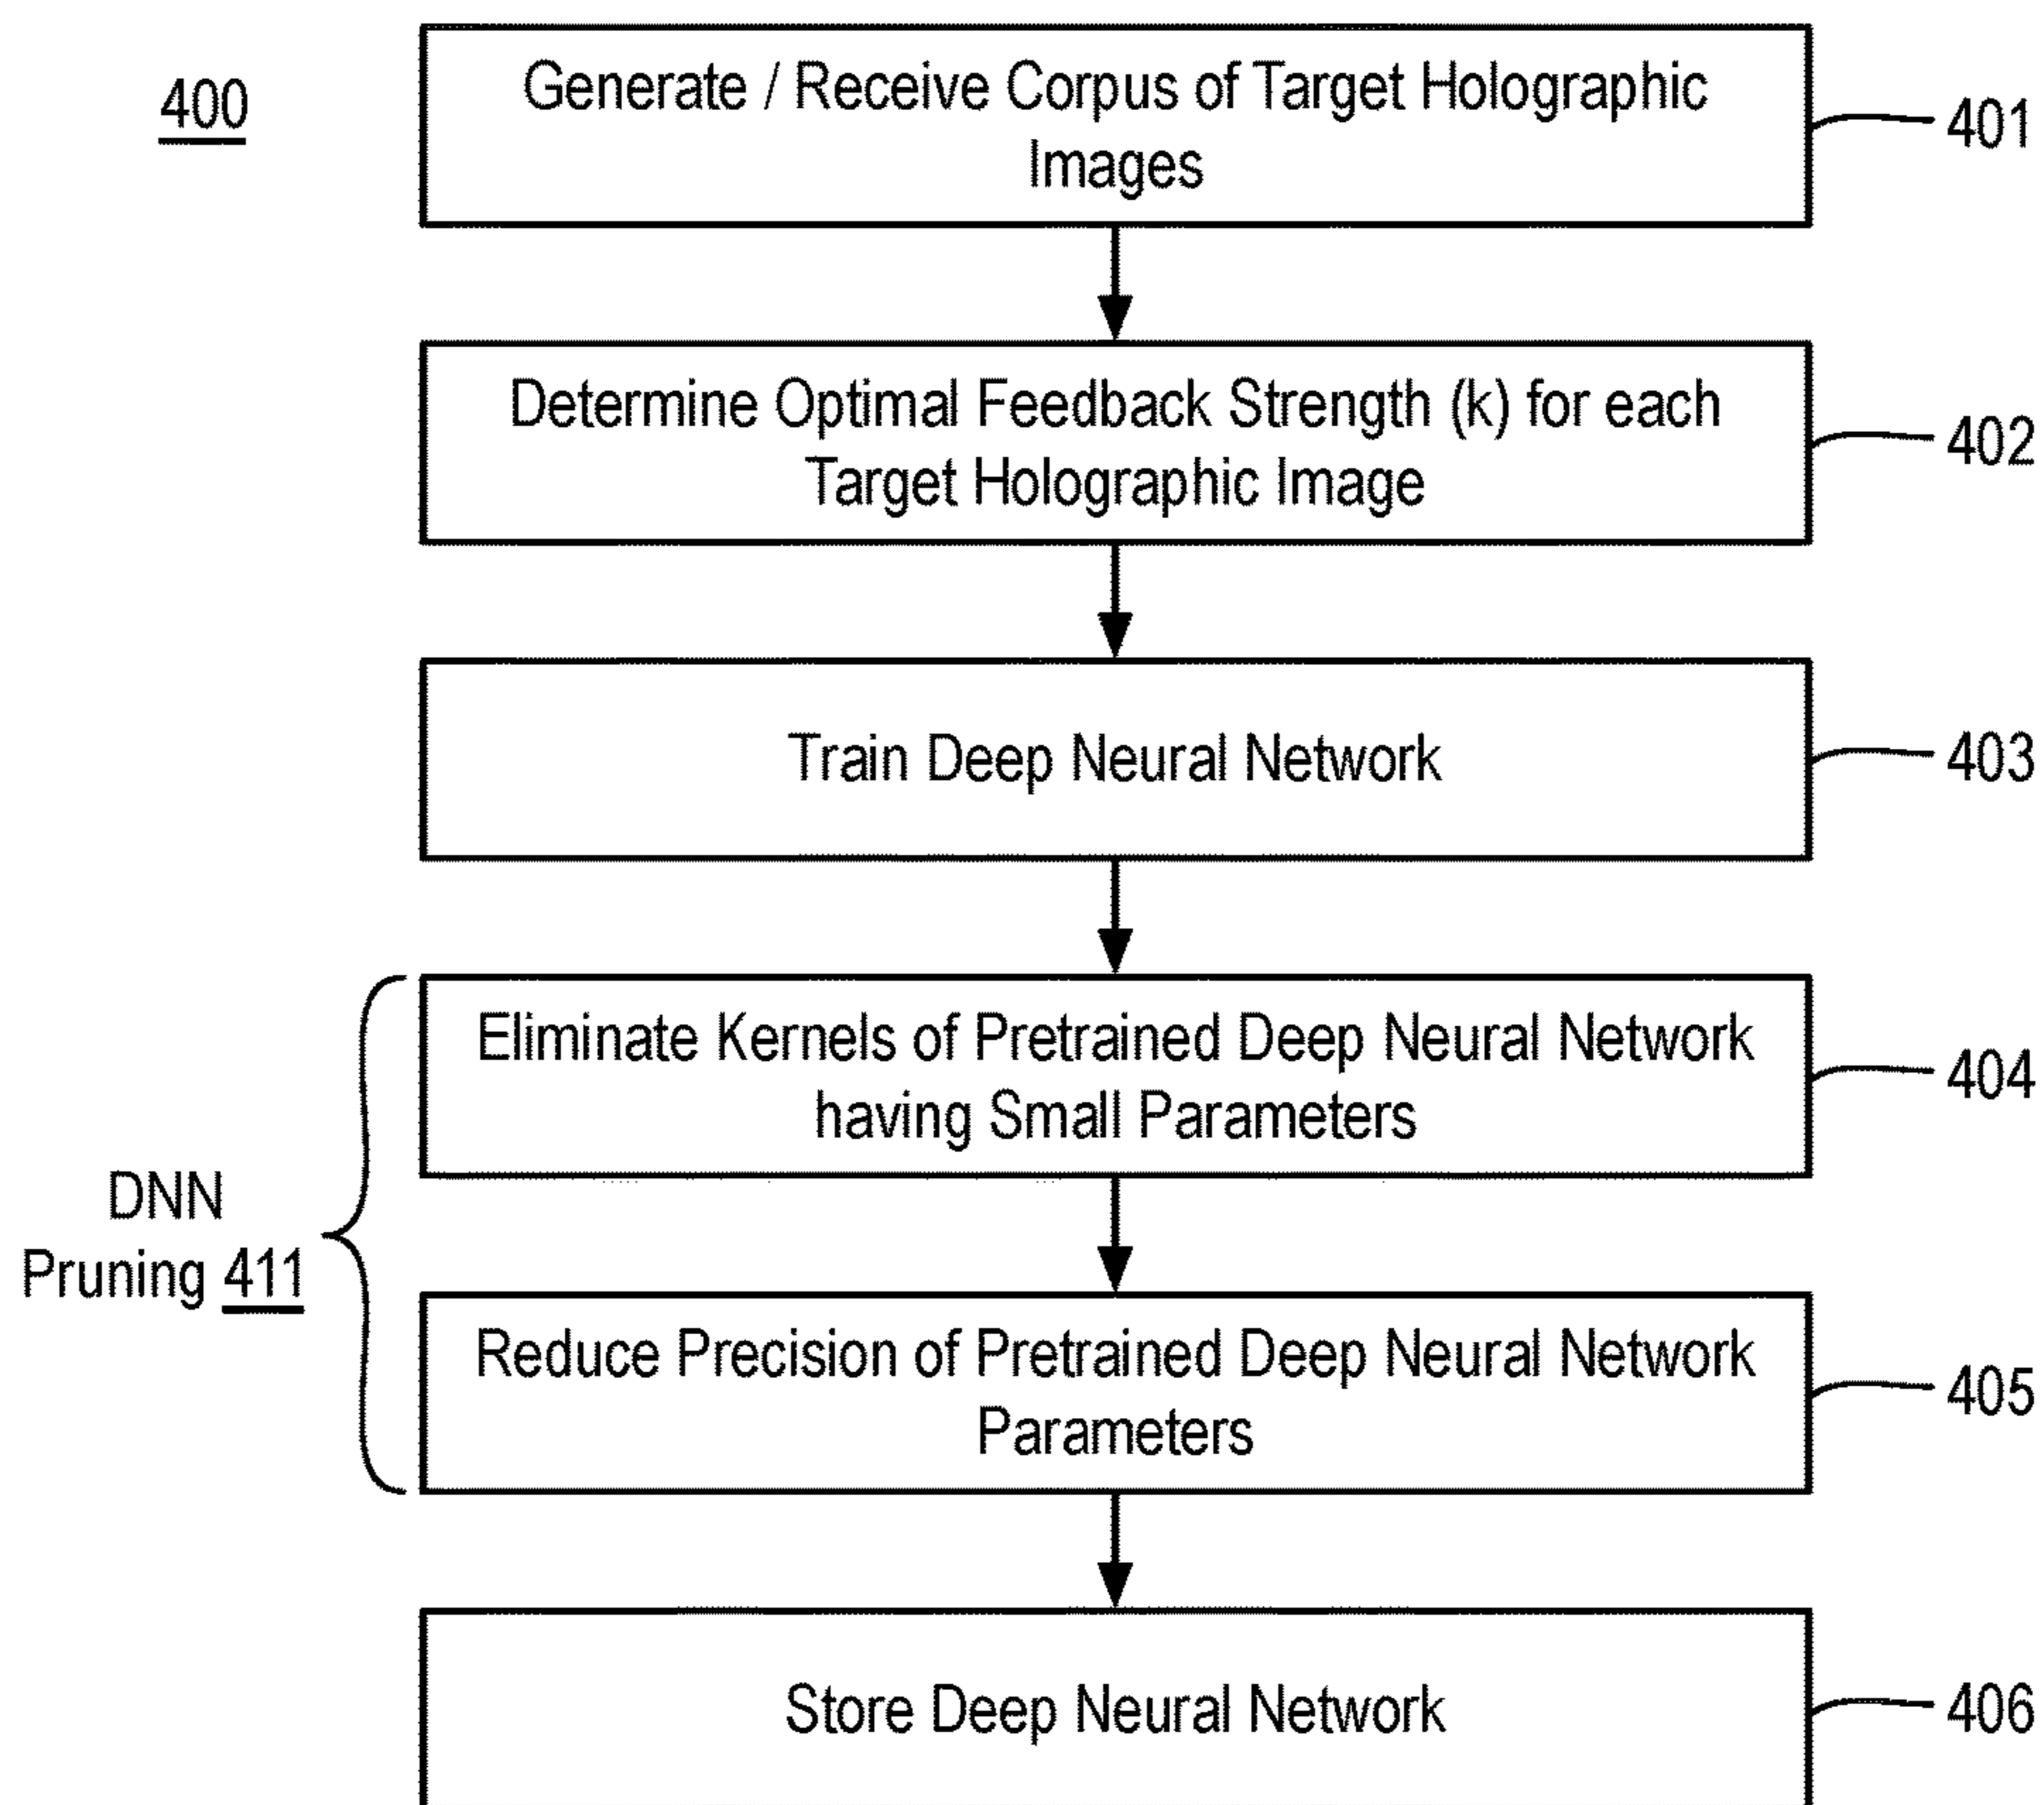 400
Generate / Receive Corpus of Target Holographic
Images
401
Determine Optimal Feedback Strength (k) for each
Target Holographic Image
402
Train Deep Neural Network
403
Eliminate Kernels of Pretrained Deep Neural Network
having Small Parameters
404
DNN
Pruning 411
Reduce Precision of Pretrained Deep Neural Network
Parameters
405
Store Deep Neural Network
406